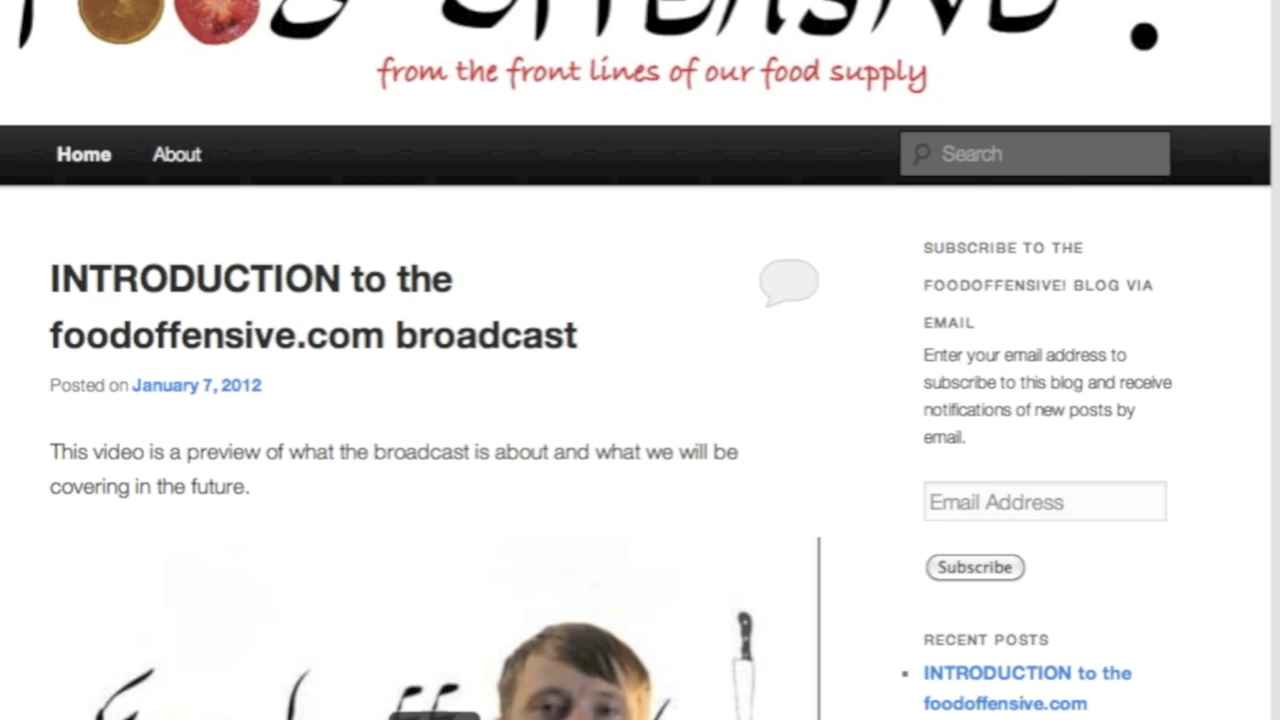 FOOD OFFENSIVE!
from the front lines of our food supply
Home About Search
INTRODUCTION to the
foodoffensive.com broadcast
Posted on January 7, 2012
This video is a preview of what the broadcast is about and what we will be
covering in the future.
SUBSCRIBE TO THE
FOODOFFENSIVE! BLOG VIA
EMAIL
Enter your email address to
subscribe to this blog and receive
notifications of new posts by
email.
Email Address
Subscribe
RECENT POSTS
INTRODUCTION to the
foodoffensive.com